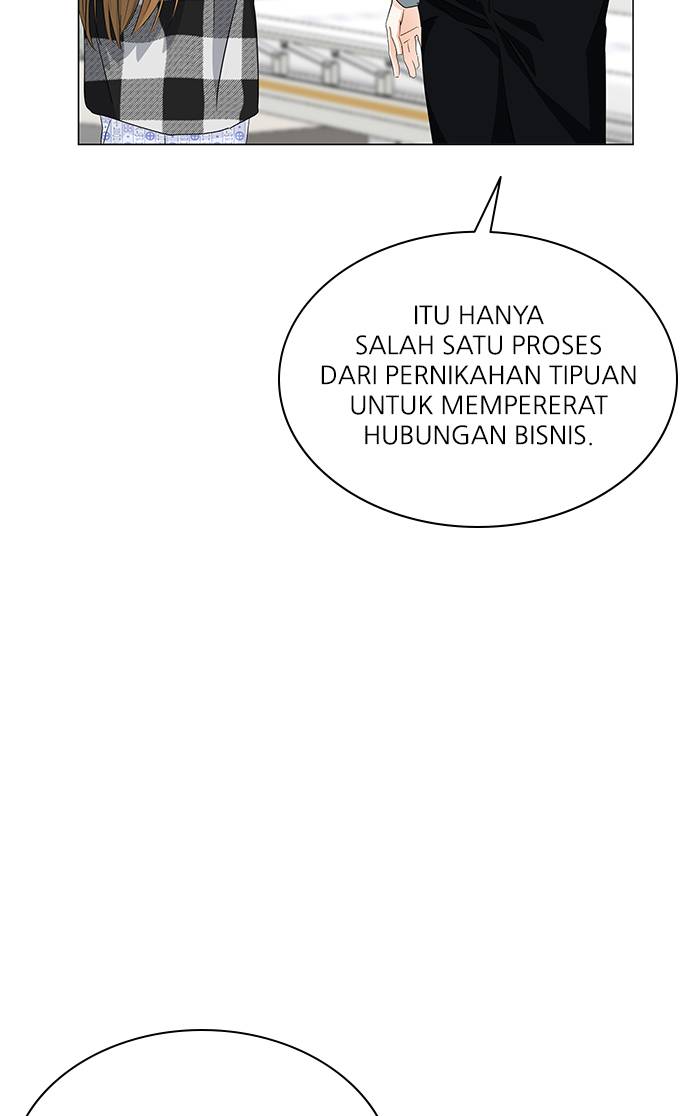 ITU HANYA
SALAH SATU PROSES
DARI PERNIKAHAN TIPUAN
UNTUK MEMPERERAT
HUBUNGAN BISNIS.